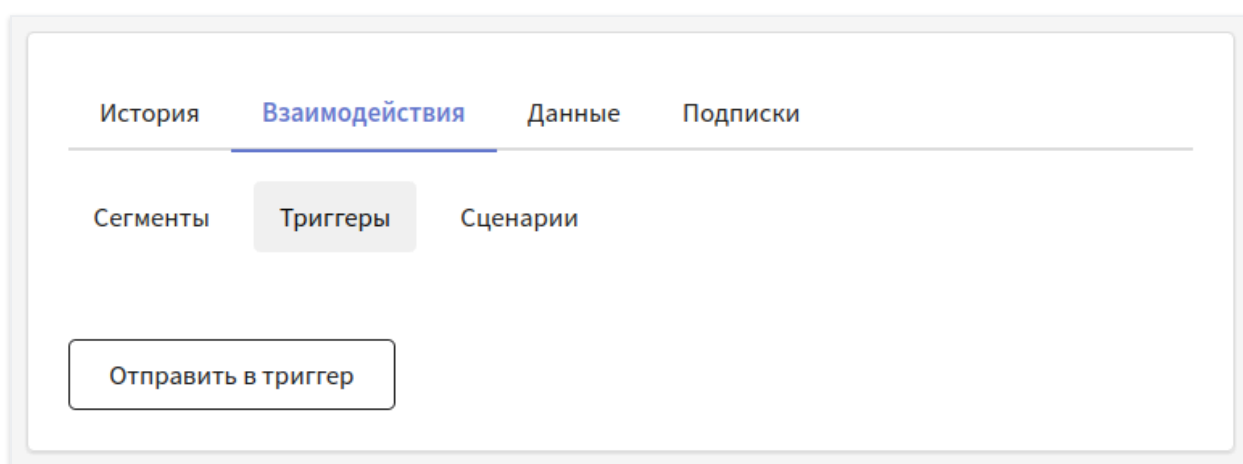 История Взаимодействия Данные Подписки
Сегменты Триггеры Сценарии
Отправить в триггер